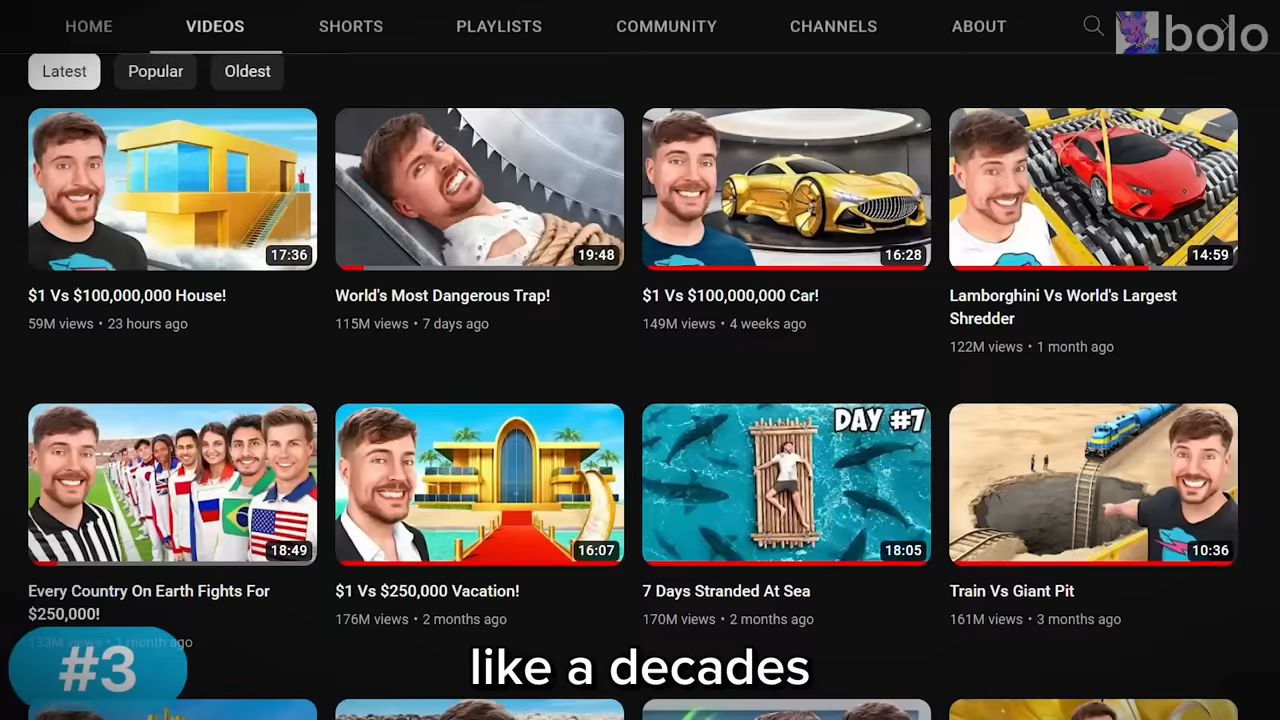 HOME VIDEOS SHORTS PLAYLISTS COMMUNITY CHANNELS ABOUT
bolo
Latest Popular Oldest
17:36 19:48 16:28 14:59
$1 Vs $100,000,000 House! World's Most Dangerous Trap! $1 Vs $100,000,000 Car! Lamborghini Vs World's Largest
Shredder
59M views • 23 hours ago 115M views • 7 days ago 149M views • 4 weeks ago
122M views • 1 month ago
DAY #7
18:49 16:07 18:05 10:36
Every Country On Earth Fights For $1 Vs $250,000 Vacation! 7 Days Stranded At Sea Train Vs Giant Pit
$250,000!
176M views • 2 months ago 170M views • 2 months ago 161M views • 3 months ago
133M views • 1 month ago
#3
like a decades